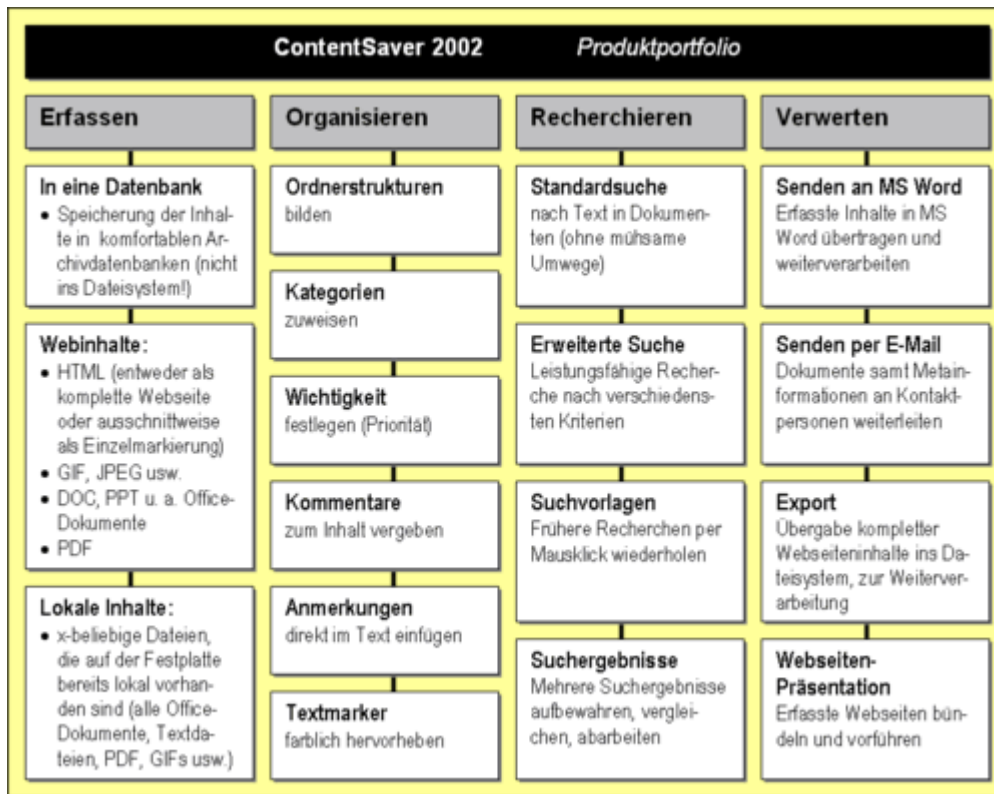 ContentSaver 2002 Produktportfolio
Erfassen
In eine Datenbank
• Speicherung der Inhal-
te in komfortablen Ar-
chivdatenbanken (nicht
ins Dateisystem!)
Webinhalte:
• HTML (entweder als
komplette Webseite
oder ausschnittweise
als Einzelmarkierung)
• GIF, JPEG usw.
• DOC, PPT u. a. Office-
Dokumente
• PDF
Lokale Inhalte:
• x-beliebige Dateien,
die auf der Festplatte
bereits lokal vorhan-
den sind (alle Office-
Dokumente, Textda-
teien, PDF, GIFs usw.)
Organisieren
Ordnerstrukturen
bilden
Kategorien
zuweisen
Wichtigkeit
festlegen (Priorität)
Kommentare
zum Inhalt vergeben
Anmerkungen
direkt im Text einfügen
Textmarker
farblich hervorheben
Recherchieren
Standardsuche
nach Text in Dokumen-
ten (ohne mühsame
Umwege)
Erweiterte Suche
Leistungsfähige Recher-
che nach verschiedens-
ten Kriterien
Suchvorlagen
Frühere Recherchen per
Mausklick wiederholen
Suchergebnisse
Mehrere Suchergebnisse
aufbewahren, verglei-
chen, abarbeiten
Verwerten
Senden an MS Word
Erfasste Inhalte in MS
Word übertragen und
weiterverarbeiten
Senden per E-Mail
Dokumente samt Metain-
formationen an Kontakt-
personen weiterleiten
Export
Übergabe kompletter
Webseiteninhalte ins Da-
teisystem, zur Weiterver-
arbeitung
Webseiten-
Präsentation
Erfasste Webseiten bün-
deln und vorführen